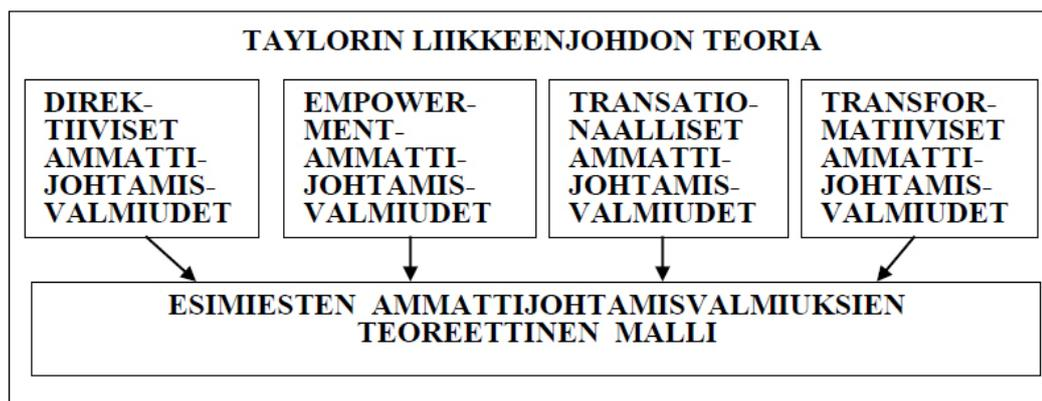 TAYLORIN LIIKKEENJOHDON TEORIA
DIREK-
TIIVISET
AMMATTI-
JOHTAMIS-
VALMIUDET
EMPOWER-
MENT-
AMMATTI-
JOHTAMIS-
VALMIUDET
TRANSATIO-
NAALLISET
AMMATTI-
JOHTAMIS-
VALMIUDET
TRANSFOR-
MATIIVISET
AMMATTI-
JOHTAMIS-
VALMIUDET
ESIMIESTEN AMMATTIJOHTAMISVALMIUKSIEN
TEOREETTINEN MALLI